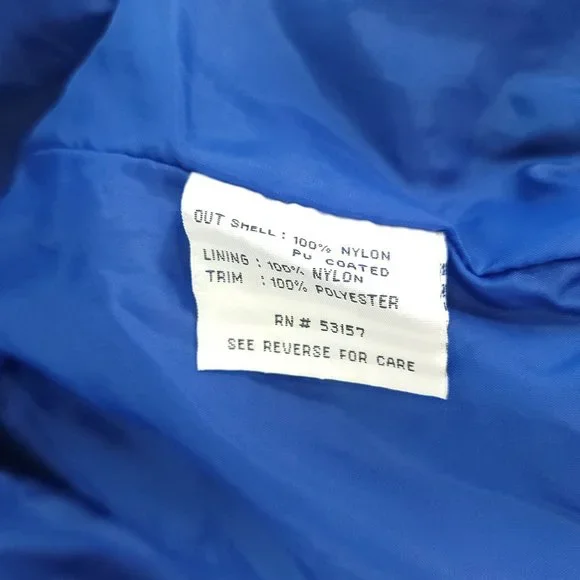 OUT SHELL : 100% NYLON
PU COATED
LINING : 100% NYLON
TRIM : 100% POLYESTER
RN # 53157
SEE REVERSE FOR CARE